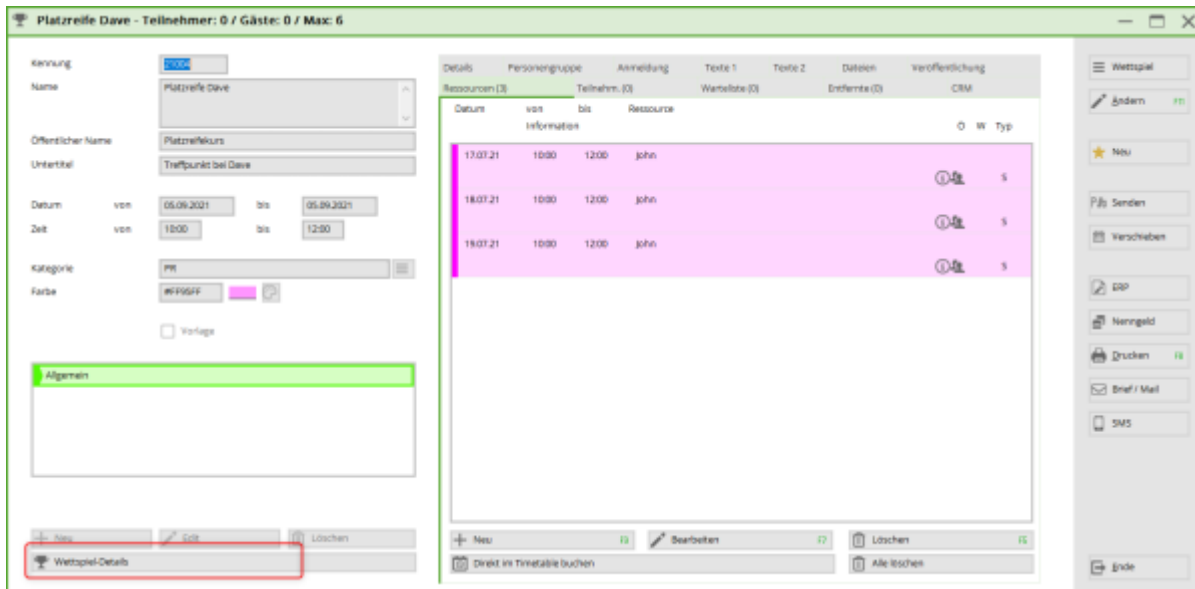 Platzreife Dave - Teilnehmer: 0 / Gäste: 0 / Max: 6
Kennung 21004
Name Platzreife Dave
Öffentlicher Name Platzreifekurs
Untertitel Treffpunkt bei Dave
Datum von 05.09.2021 bis 05.09.2021
Zeit von 10:00 bis 12:00
Kategorie PR
Farbe #FF95FF
Vorlage
Allgemein
Neu Edit Löschen
Wettspiel-Details
Details Personengruppe Anmeldung Texte 1 Texte 2 Dateien Veröffentlichung
Ressourcen (3) Teilnehm. (0) Warteliste (0) Entfernte (0) CRM
Datum von bis Ressource
Information Ö W Typ
17.07.21 10:00 12:00 John
S
18.07.21 10:00 12:00 John
S
19.07.21 10:00 12:00 John
S
Neu F9 Bearbeiten F7 Löschen F5
Direkt im Timetable buchen Alle löschen
Wettspiel
Ändern F11
Neu
Senden
Verschieben
ERP
Nenngeld
Drucken F8
Brief / Mail
SMS
Ende